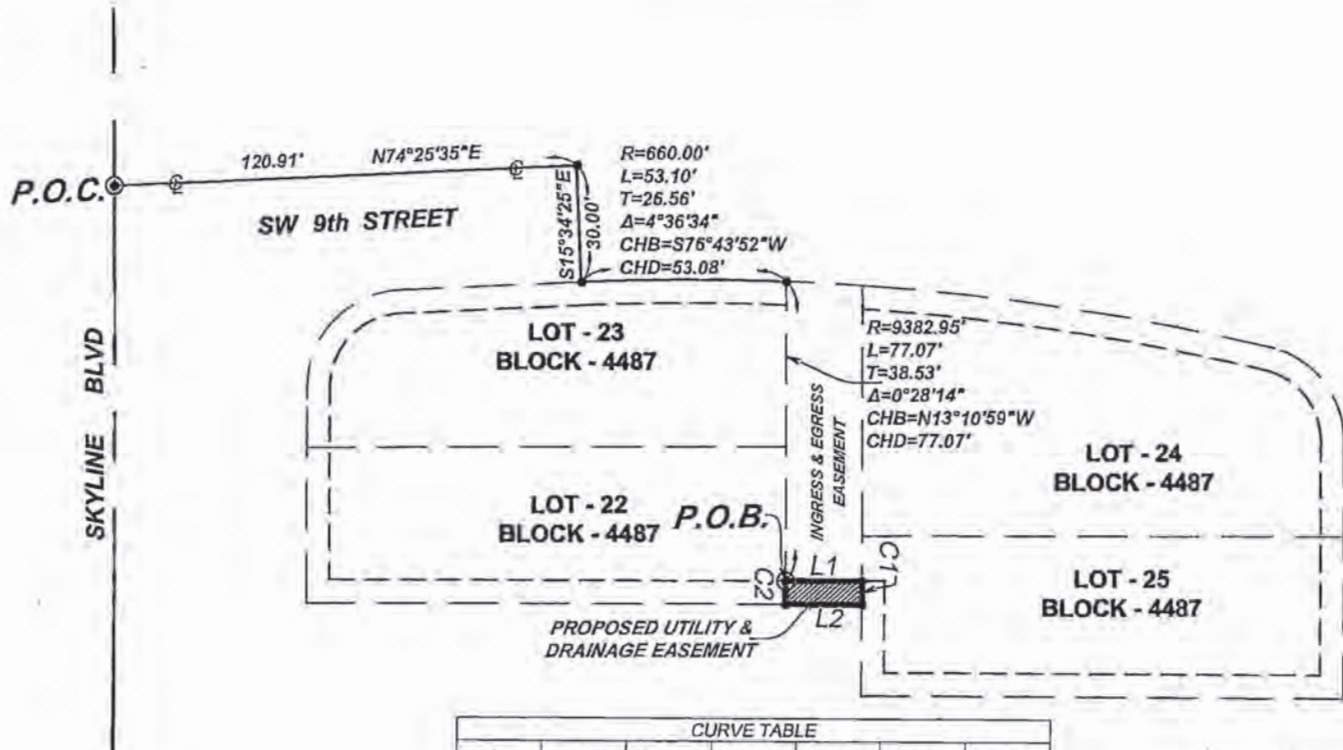 120.91' N74°25'35"E
P.O.C.
℄
℄
SW 9th STREET
S15°34'25"E
30.00'
R=660.00'
L=53.10'
T=26.56'
Δ=4°36'34"
CHB=S76°43'52"W
CHD=53.08'
SKYLINE BLVD
LOT - 23
BLOCK - 4487
R=9382.95'
L=77.07'
T=38.53'
Δ=0°28'14"
CHB=N13°10'59"W
CHD=77.07'
INGRESS & EGRESS
EASEMENT
LOT - 24
BLOCK - 4487
LOT - 22
BLOCK - 4487
P.O.B.
L1
C1
C2
L2
LOT - 25
BLOCK - 4487
PROPOSED UTILITY &
DRAINAGE EASEMENT
CURVE TABLE